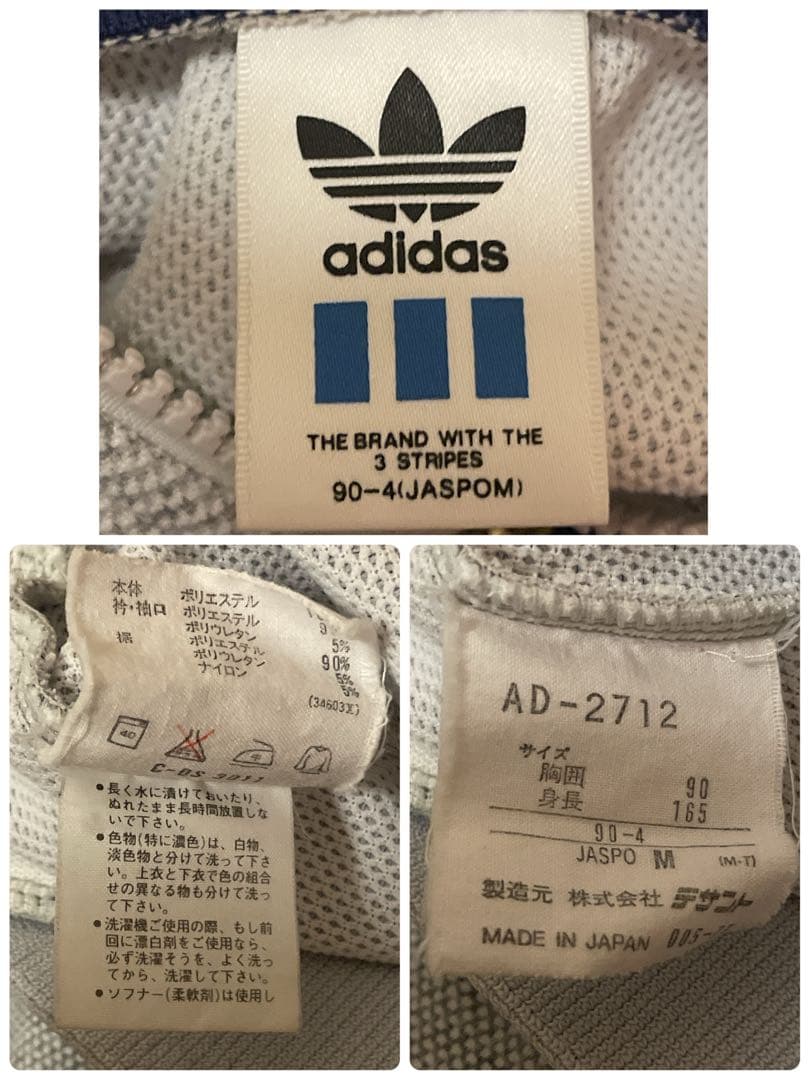 adidas
THE BRAND WITH THE
3 STRIPES
90-4(JASPOM)
本体 ポリエステル
衿・袖口 ポリエステル 9
ポリウレタン 5%
裾 ポリエステル 90%
ポリウレタン 5%
ナイロン 5%
(34603X)
40
C-DS 9011
●長く水に漬けておいたり、
ぬれたまま長時間放置しな
いで下さい。
●色物(特に濃色)は、白物、
淡色物と分けて洗って下さ
い。上衣と下衣で色の組合
せの異なる物も分けて洗っ
て下さい。
●洗濯機ご使用の際、もし前
回に漂白剤をご使用なら、
必ず洗濯そうを、よく洗っ
てから、洗濯して下さい。
●ソフナー(柔軟剤)は使用し
AD-2712
サイズ
胸囲 90
身長 165
90-4
JASPO M (M-T)
製造元 株式会社 デサント
MADE IN JAPAN 005